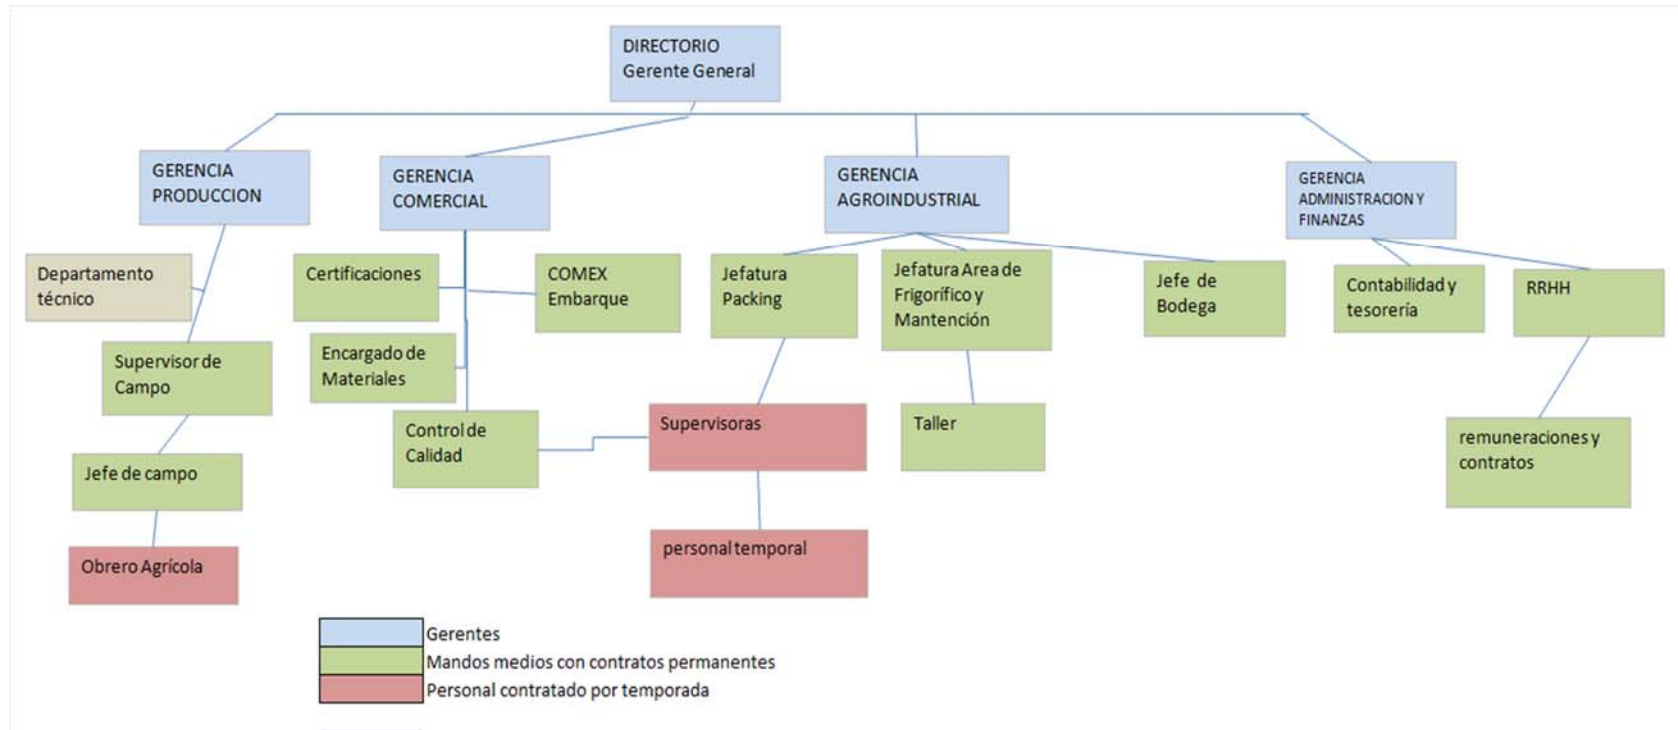 DIRECTORIO
Gerente General
GERENCIA
PRODUCCION
GERENCIA
COMERCIAL
GERENCIA
AGROINDUSTRIAL
GERENCIA
ADMINISTRACION Y
FINANZAS
Departamento
técnico
Certificaciones
COMEX
Embarque
Jefatura
Packing
Jefatura Area de
Frigorífico y
Mantención
Jefe de
Bodega
Contabilidad y
tesorería
RRHH
Supervisor de
Campo
Encargado de
Materiales
Control de
Calidad
Supervisoras
Taller
remuneraciones y
contratos
Jefe de campo
Obrero Agrícola
personal temporal
Gerentes
Mandos medios con contratos permanentes
Personal contratado por temporada